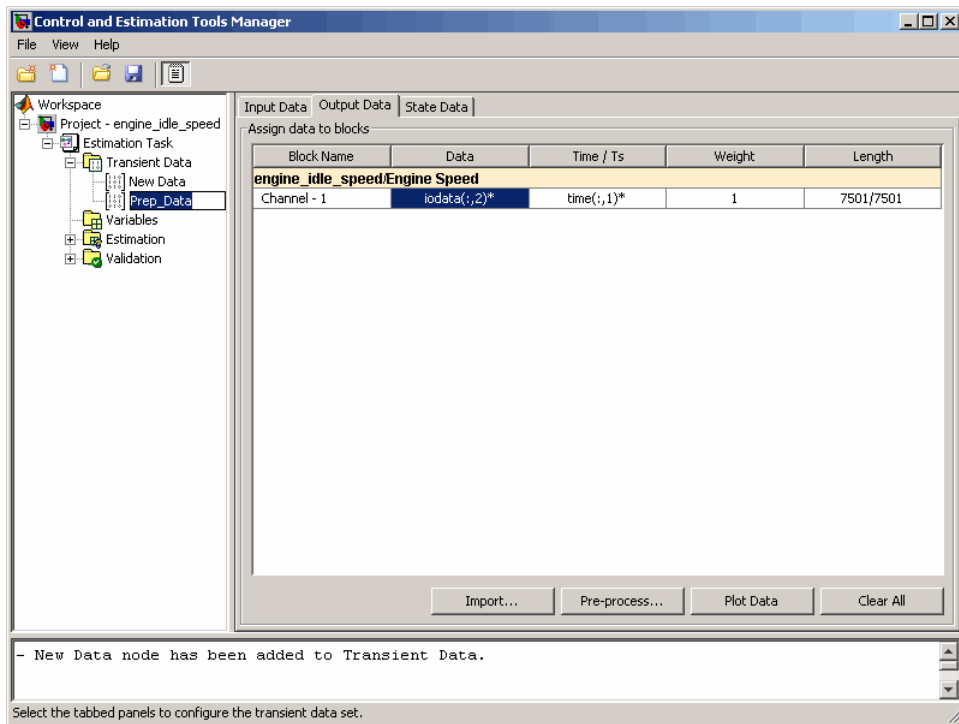 Control and Estimation Tools Manager
File View Help
Workspace
Project - engine_idle_speed
Estimation Task
Transient Data
New Data
Prep_Data
Variables
Estimation
Validation
Input Data Output Data State Data
Assign data to blocks
Block Name Data Time / Ts Weight Length
engine_idle_speed/Engine Speed
Channel - 1 iodata(:,2)* time(:,1)* 1 7501/7501
Import... Pre-process... Plot Data Clear All
- New Data node has been added to Transient Data.
Select the tabbed panels to configure the transient data set.